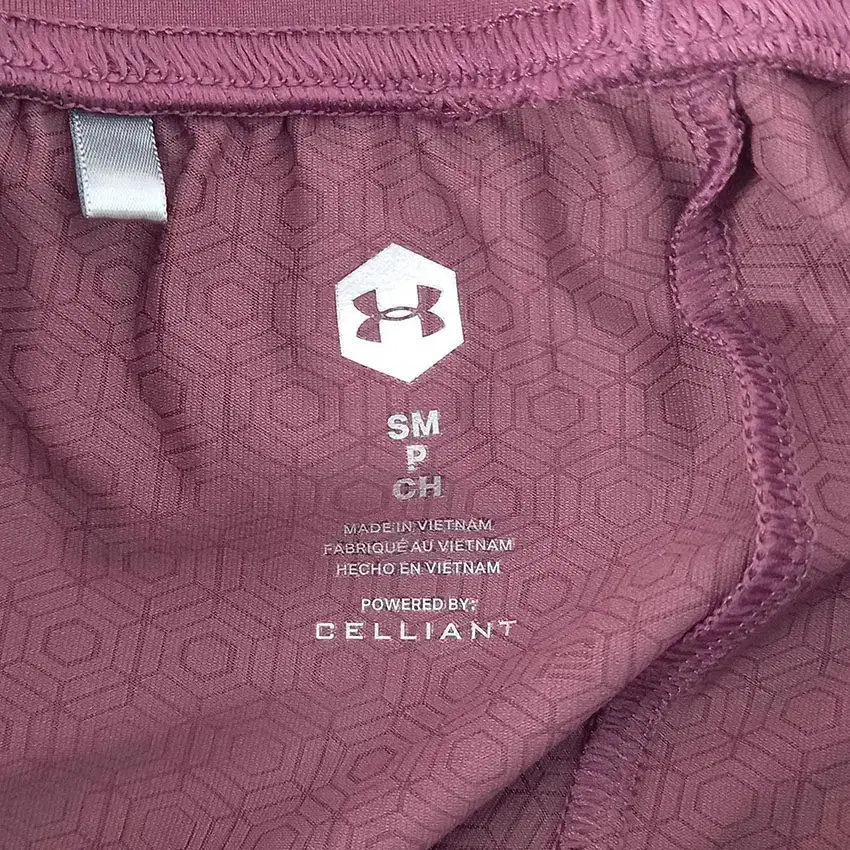 SM
P
CH
MADE IN VIETNAM
FABRIQUÉ AU VIETNAM
HECHO EN VIETNAM
POWERED BY:
CELLIANT